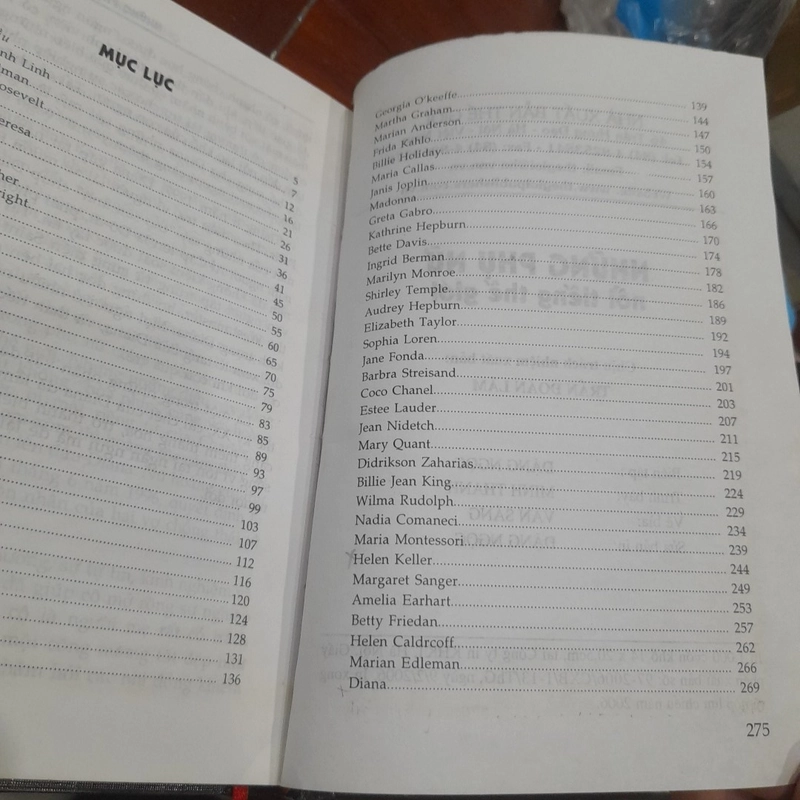 MỤC LỤC
nh Linh
5
7
12
16
21
26
31
36
41
45
50
55
60
65
70
75
79
83
85
89
93
97
99
103
107
112
116
120
124
128
131
136
Georgia O'keeffe 139
Martha Graham 144
Marian Anderson 147
Frida Kahlo 150
Billie Holiday 154
Maria Callas 157
Janis Joplin 160
Madonna 163
Greta Gabro 166
Kathrine Hepburn 170
Bette Davis 174
Ingrid Berman 178
Marilyn Monroe 182
Shirley Temple 186
Audrey Hepburn 189
Elizabeth Taylor 192
Sophia Loren 194
Jane Fonda 197
Barbra Streisand 201
Coco Chanel 203
Estee Lauder 207
Jean Nidetch 211
Mary Quant 215
Didrikson Zaharias 219
Billie Jean King 224
Wilma Rudolph 229
Nadia Comaneci 234
Maria Montessori 239
Helen Keller 244
Margaret Sanger 249
Amelia Earhart 253
Betty Friedan 257
Helen Caldrcoff 262
Marian Edleman 266
Diana 269
275